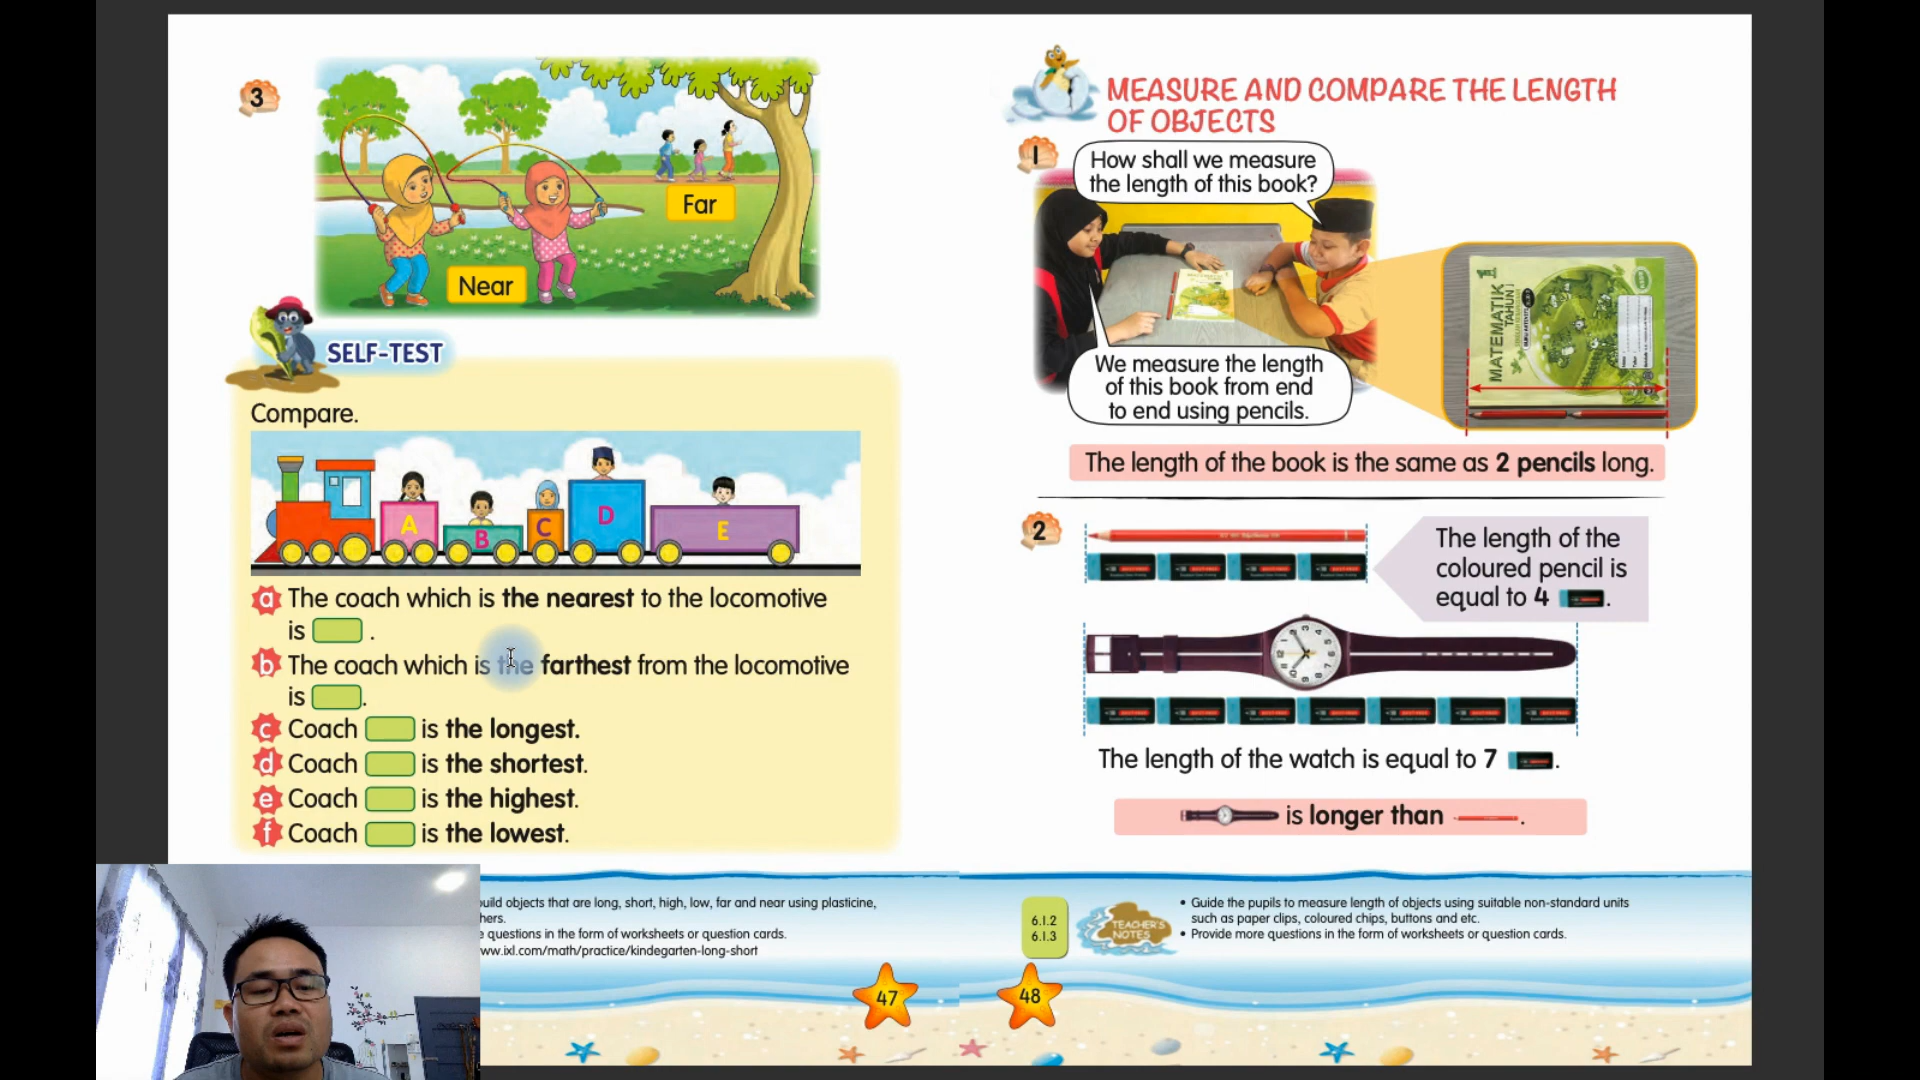 3
Far
Near
SELF-TEST
Compare.
A
B
C
D
E
a The coach which is the nearest to the locomotive
is .
b The coach which is the farthest from the locomotive
is .
c Coach is the longest.
d Coach is the shortest.
e Coach is the highest.
f Coach is the lowest.
uild objects that are long, short, high, low, far and near using plasticine,
hers.
e questions in the form of worksheets or question cards.
ww.ixl.com/math/practice/kindegarten-long-short
47
MEASURE AND COMPARE THE LENGTH
OF OBJECTS
1
How shall we measure
the length of this book?
We measure the length
of this book from end
to end using pencils.
MATEMATIK 1
TAHUN 1
The length of the book is the same as 2 pencils long.
2
The length of the
coloured pencil is
equal to 4 .
The length of the watch is equal to 7 .
is longer than .
6.1.2
6.1.3
TEACHER'S
NOTES
• Guide the pupils to measure length of objects using suitable non-standard units
such as paper clips, coloured chips, buttons and etc.
• Provide more questions in the form of worksheets or question cards.
48